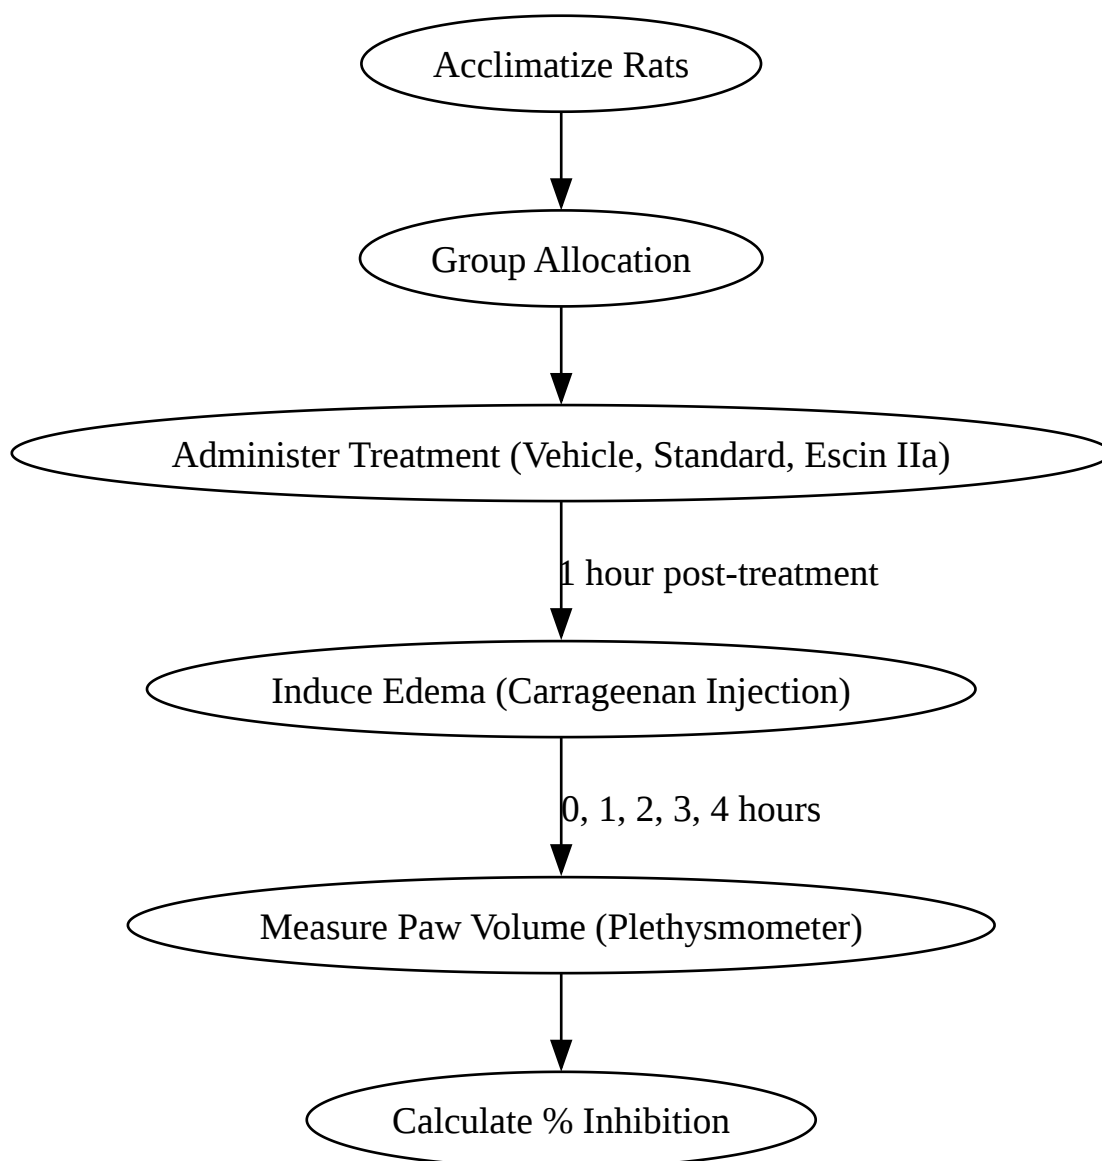 Acclimatize Rats
Group Allocation
Administer Treatment (Vehicle, Standard, Escin IIa)
1 hour post-treatment
Induce Edema (Carrageenan Injection)
0, 1, 2, 3, 4 hours
Measure Paw Volume (Plethysmometer)
Calculate % Inhibition